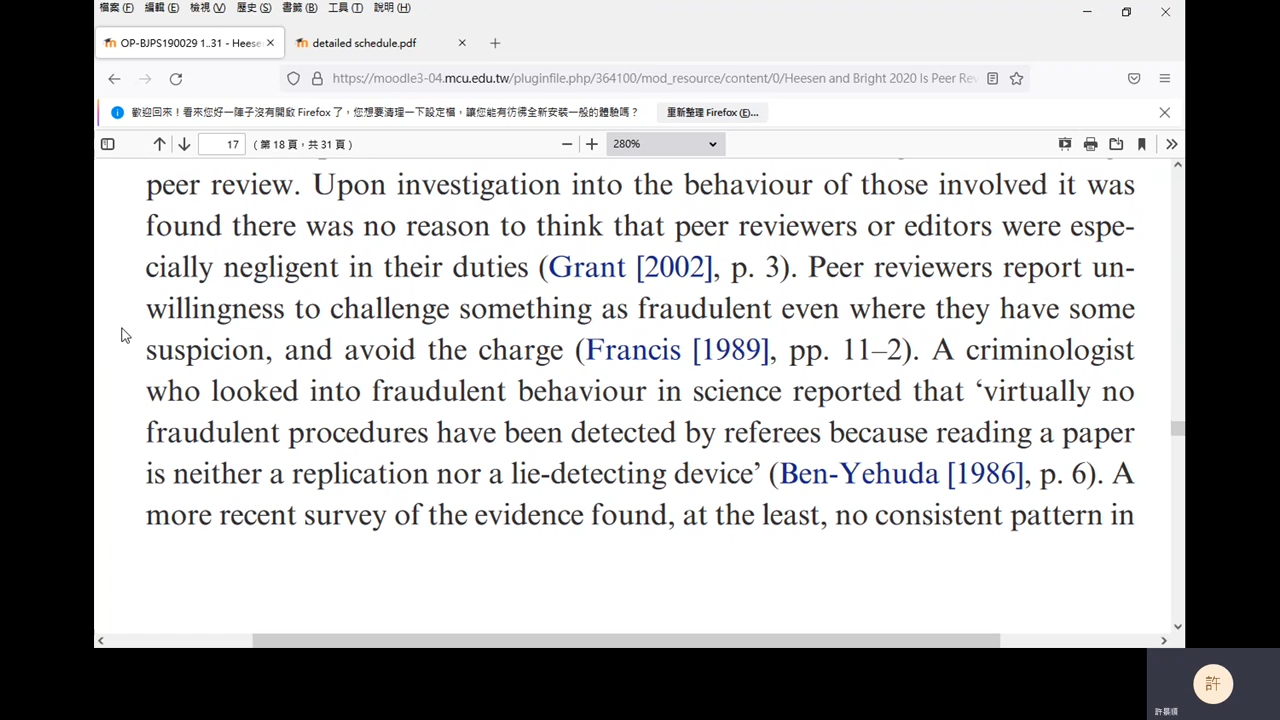 檔案(F) 編輯(E) 檢視(V) 歷史(S) 書籤(B) 工具(T) 說明(H)
OP-BJPS190029 1..31 - Heese
detailed schedule.pdf
https://moodle3-04.mcu.edu.tw/pluginfile.php/364100/mod_resource/content/0/Heesen and Bright 2020 Is Peer Rev
歡迎回來！看來您好一陣子沒有開啟 Firefox 了，您想要清理一下設定檔，讓您能有彷彿全新安裝一般的體驗嗎？ 重新整理 Firefox (E)...
17 (第 18 頁，共 31 頁) 280%
peer review. Upon investigation into the behaviour of those involved it was
found there was no reason to think that peer reviewers or editors were espe-
cially negligent in their duties (Grant [2002], p. 3). Peer reviewers report un-
willingness to challenge something as fraudulent even where they have some
suspicion, and avoid the charge (Francis [1989], pp. 11–2). A criminologist
who looked into fraudulent behaviour in science reported that ‘virtually no
fraudulent procedures have been detected by referees because reading a paper
is neither a replication nor a lie-detecting device’ (Ben-Yehuda [1986], p. 6). A
more recent survey of the evidence found, at the least, no consistent pattern in
許